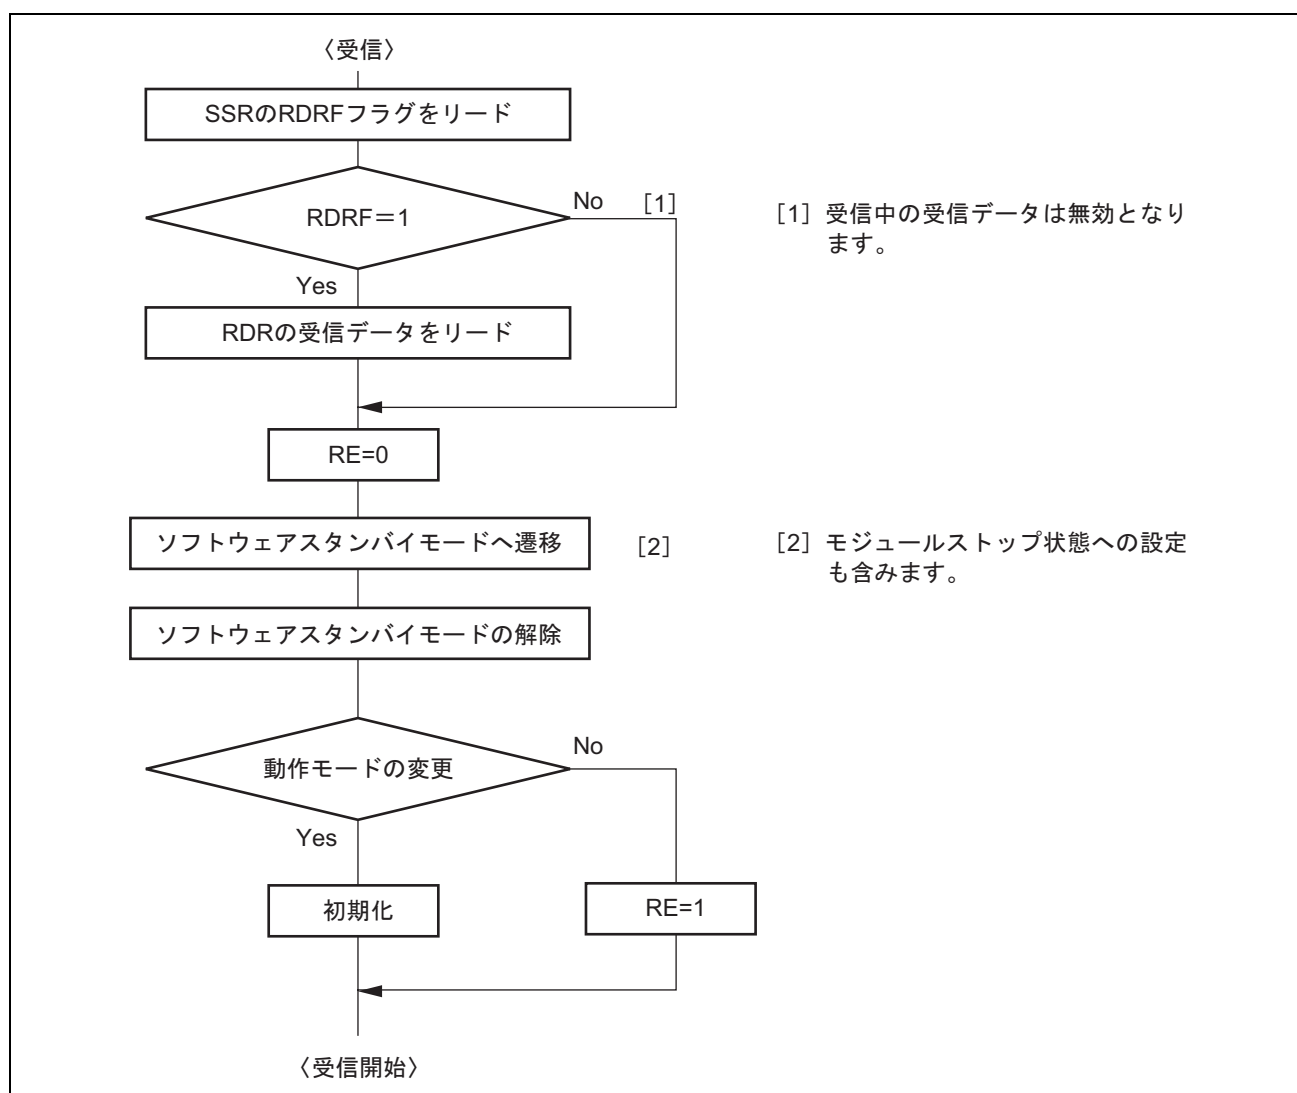 〈受信〉
SSRのRDRFフラグをリード
RDRF＝1
No
［1］
［1］ 受信中の受信データは無効となり
ます。
Yes
RDRの受信データをリード
RE=0
ソフトウェアスタンバイモードへ遷移
［2］
［2］ モジュールストップ状態への設定
も含みます。
ソフトウェアスタンバイモードの解除
動作モードの変更
No
Yes
初期化
RE=1
〈受信開始〉